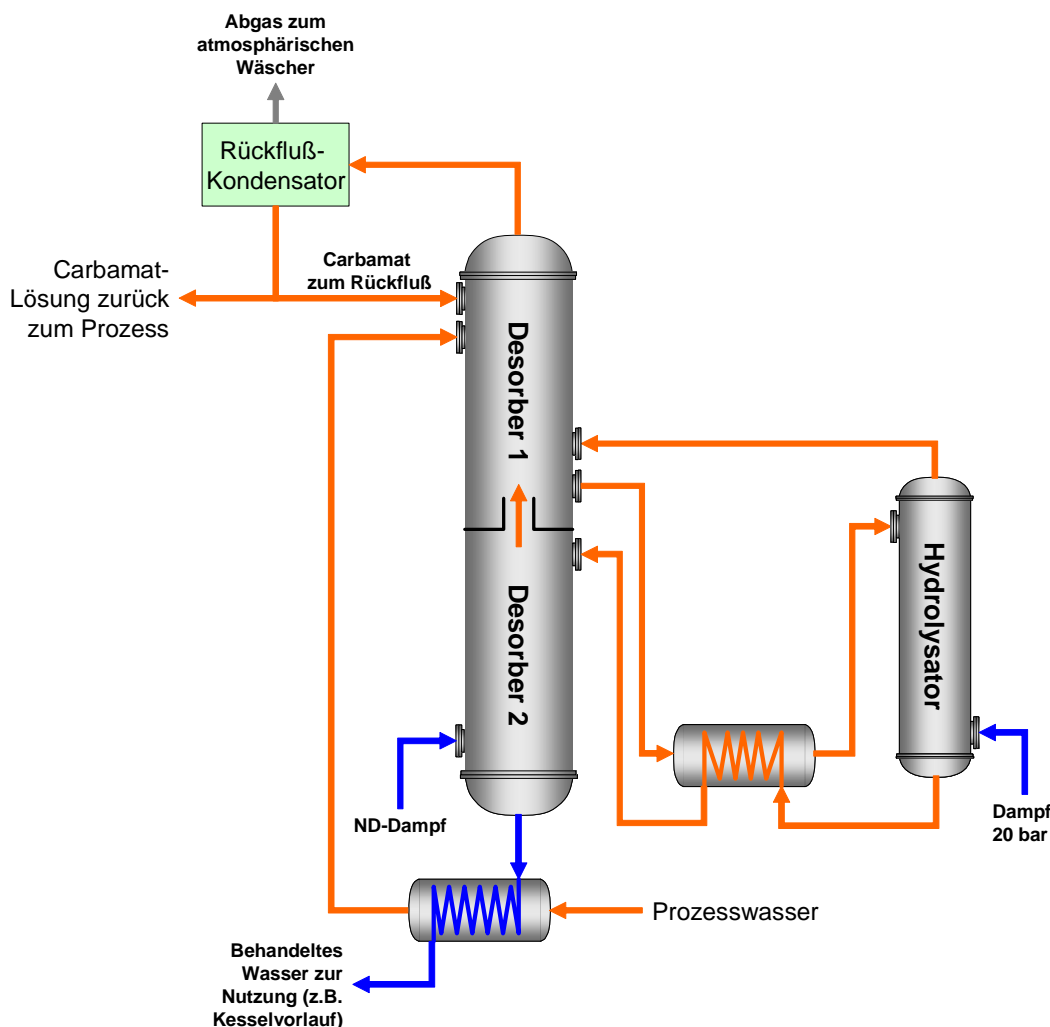 Abgas zum
atmosphärischen
Wäscher
Rückfluß-
Kondensator
Carbamat-
Lösung zurück
zum Prozess
Carbamat
zum Rückfluß
Desorber 1
Desorber 2
Hydrolysator
ND-Dampf
Dampf
20 bar
Prozesswasser
Behandeltes
Wasser zur
Nutzung (z.B.
Kesselvorlauf)